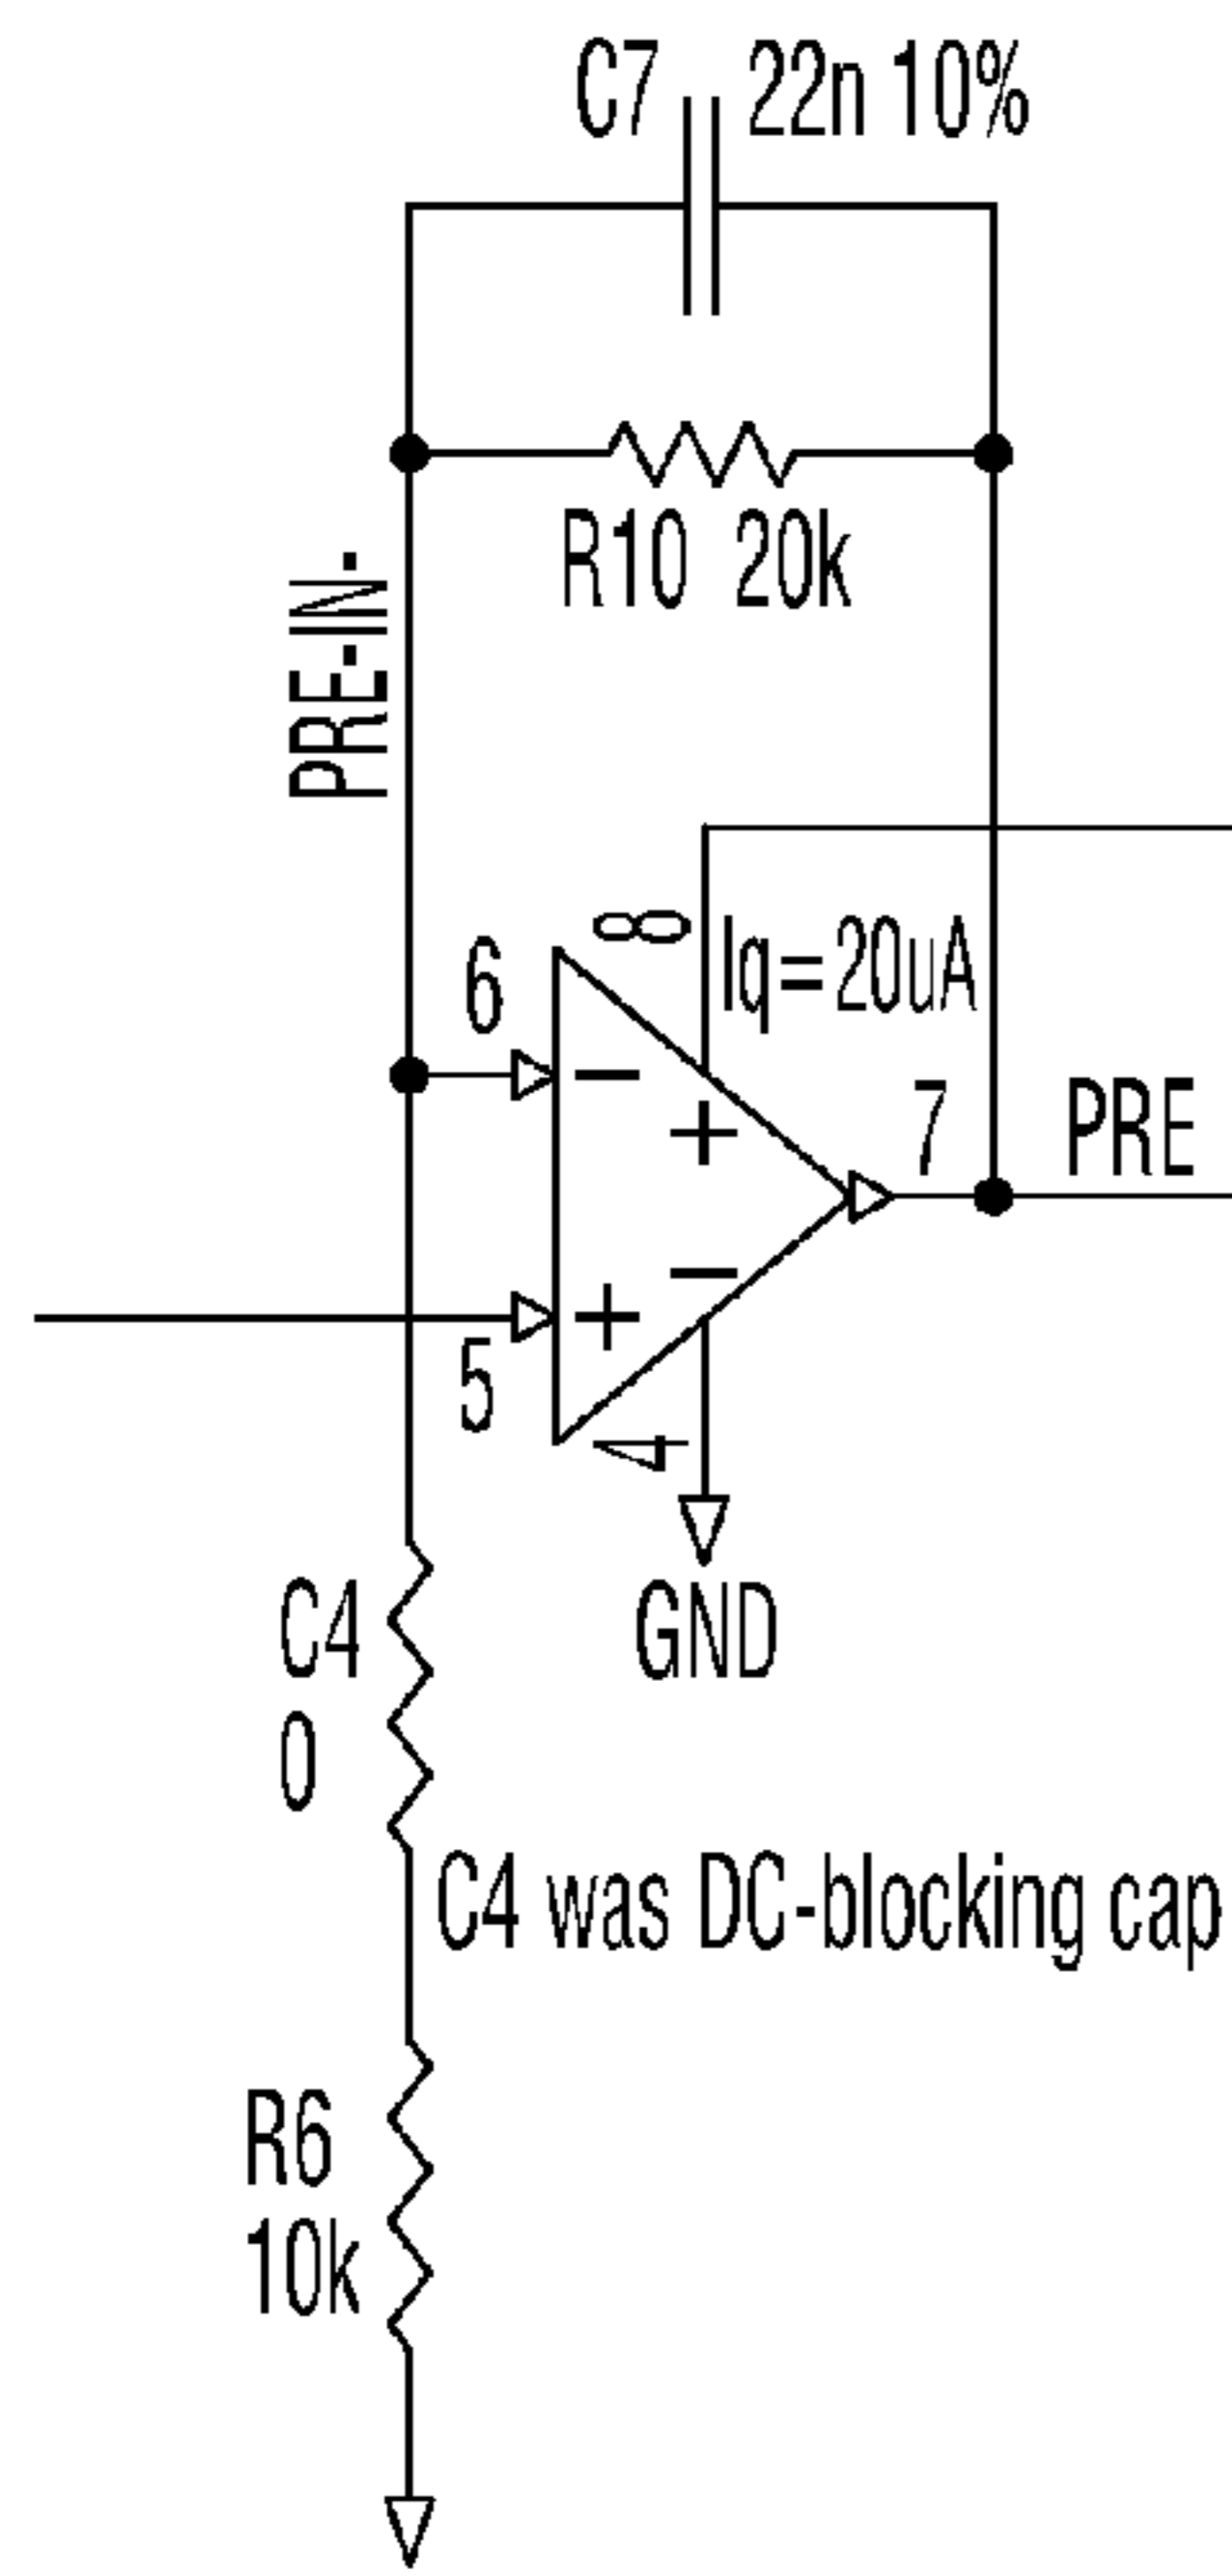 C7 22n 10%
R10 20k
PRE-IN-
8
Iq=20uA
6
7
PRE
5
4
GND
C4
0
C4 was DC-blocking cap
R6
10k